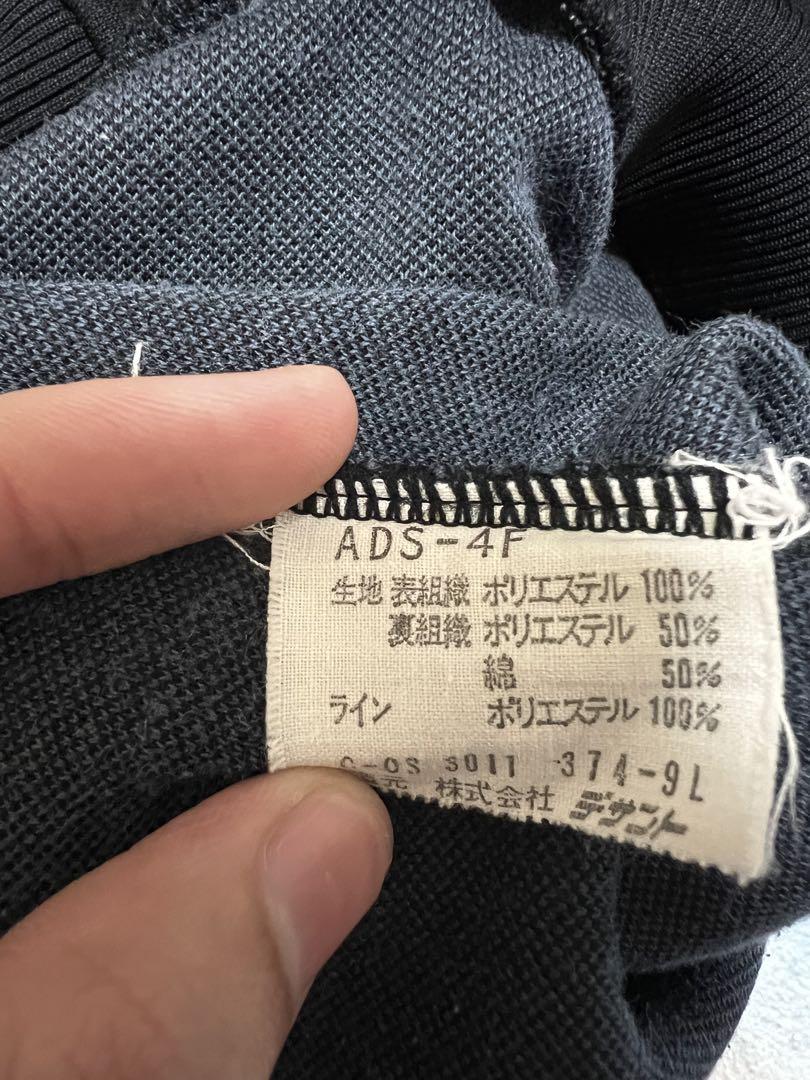 ADS-4F
生地 表組織 ポリエステル 100%
裏組織 ポリエステル 50%
綿 50%
ライン ポリエステル 100%
-OS 3011 374-9L
元 株式会社 デサント